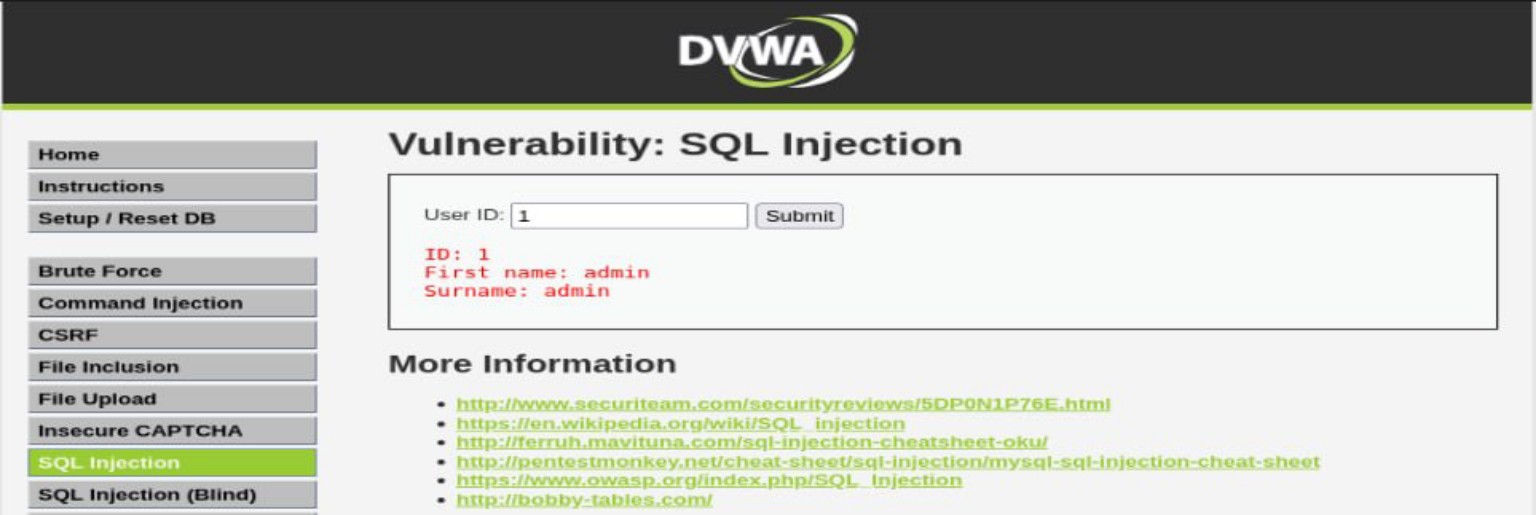 DVWA
Home
Instructions
Setup / Reset DB
Brute Force
Command Injection
CSRF
File Inclusion
File Upload
Insecure CAPTCHA
SQL Injection
SQL Injection (Blind)
Vulnerability: SQL Injection
User ID: 1 Submit
ID: 1
First name: admin
Surname: admin
More Information
http://www.securiteam.com/securityreviews/5DP0N1P76E.html
https://en.wikipedia.org/wiki/SQL_injection
http://ferruh.mavituna.com/sql-injection-cheatsheet-oku/
http://pentestmonkey.net/cheat-sheet/sql-injection/mysql-sql-injection-cheat-sheet
https://www.owasp.org/index.php/SQL_Injection
http://bobby-tables.com/